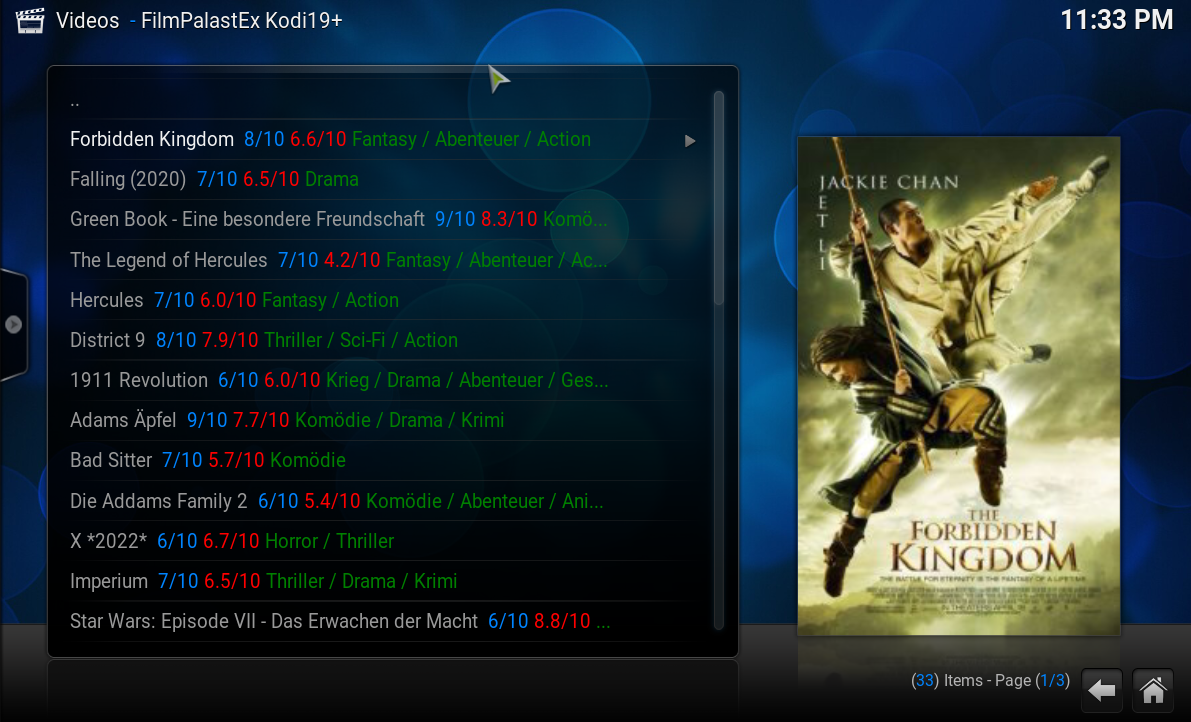 Videos - FilmPalastEx Kodi19+
11:33 PM
..
Forbidden Kingdom 8/10 6.6/10 Fantasy / Abenteuer / Action
Falling (2020) 7/10 6.5/10 Drama
Green Book - Eine besondere Freundschaft 9/10 8.3/10 Komö...
The Legend of Hercules 7/10 4.2/10 Fantasy / Abenteuer / Ac...
Hercules 7/10 6.0/10 Fantasy / Action
District 9 8/10 7.9/10 Thriller / Sci-Fi / Action
1911 Revolution 6/10 6.0/10 Krieg / Drama / Abenteuer / Ges...
Adams Äpfel 9/10 7.7/10 Komödie / Drama / Krimi
Bad Sitter 7/10 5.7/10 Komödie
Die Addams Family 2 6/10 5.4/10 Komödie / Abenteuer / Ani...
X *2022* 6/10 6.7/10 Horror / Thriller
Imperium 7/10 6.5/10 Thriller / Drama / Krimi
Star Wars: Episode VII - Das Erwachen der Macht 6/10 8.8/10 ...
JACKIE CHAN
JET LI
THE
FORBIDDEN
KINGDOM
THE BATTLE FOR ETERNITY IS THE FANTASY OF A LIFETIME
(33) Items - Page (1/3)